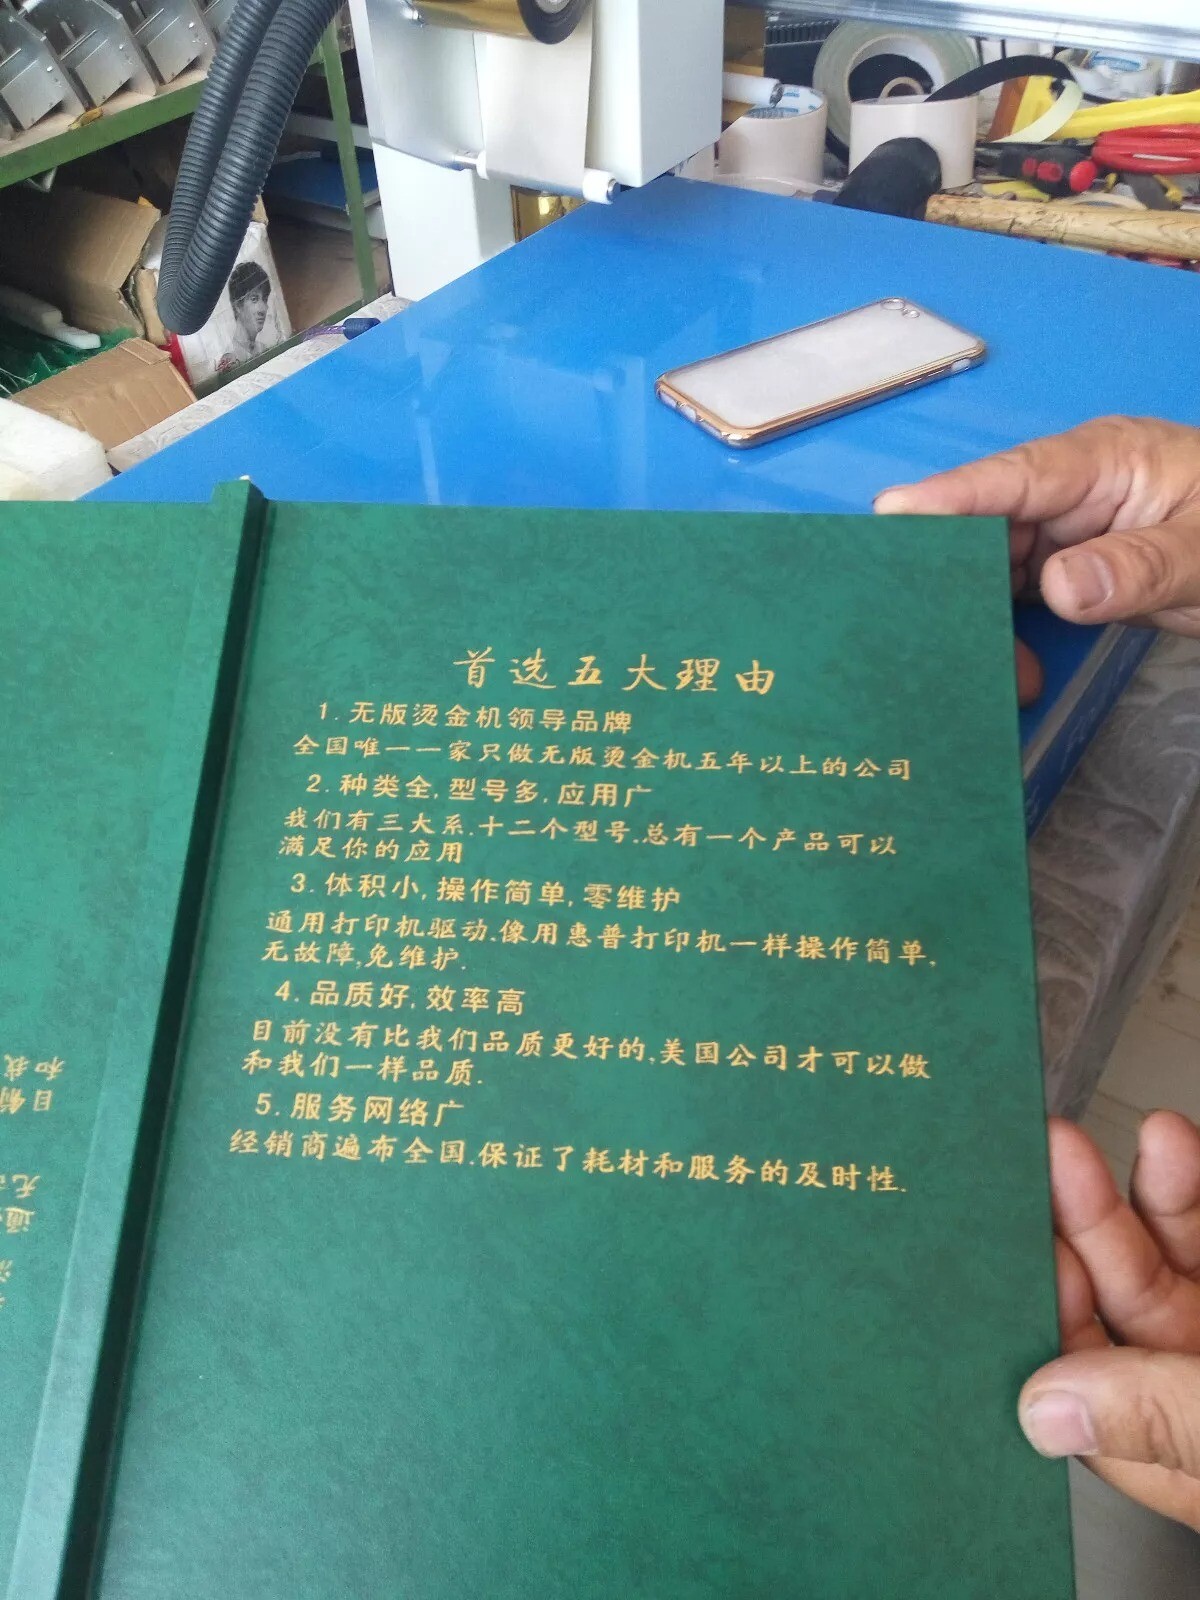 首选五大理由
1.无版烫金机领导品牌
全国唯一一家只做无版烫金机五年以上的公司
2.种类全,型号多,应用广
我们有三大系.十二个型号.总有一个产品可以
满足你的应用
3.体积小,操作简单,零维护
通用打印机驱动.像用惠普打印机一样操作简单,
无故障,免维护.
4.品质好,效率高
目前没有比我们品质更好的,美国公司才可以做
和我们一样品质.
5.服务网络广
经销商遍布全国.保证了耗材和服务的及时性.
和我
目前
无
通